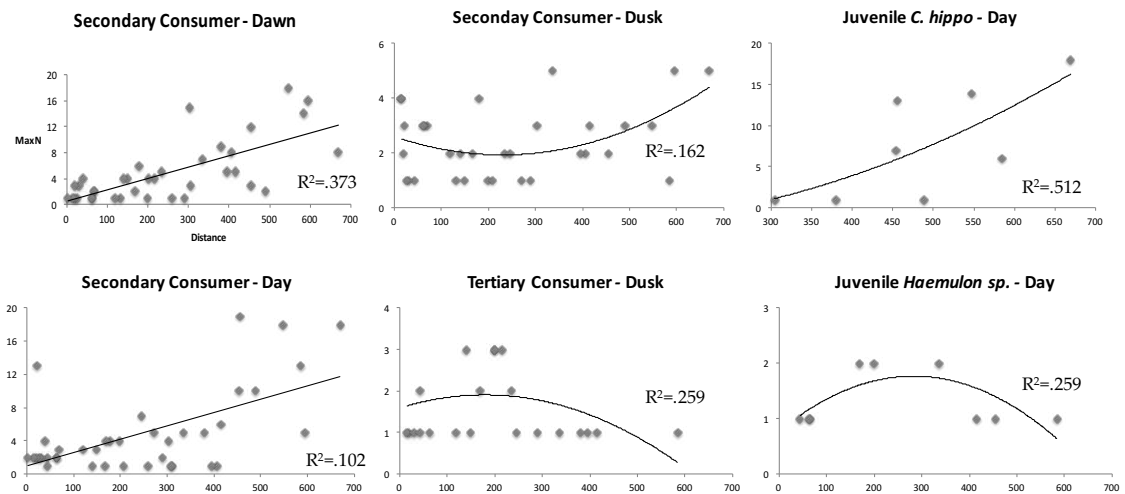 Secondary Consumer - Dawn
20
16
12
8
4
0
MaxN
0 100 200 300 400 500 600 700
Distance
R²=.373
Seconday Consumer - Dusk
6
5
4
3
2
1
0
0 100 200 300 400 500 600 700
R²=.162
Juvenile C. hippo - Day
20
15
10
5
0
300 350 400 450 500 550 600 650 700
R²=.512
Secondary Consumer - Day
20
16
12
8
4
0
0 100 200 300 400 500 600 700
R²=.102
Tertiary Consumer - Dusk
4
3
2
1
0
0 100 200 300 400 500 600 700
R²=.259
Juvenile Haemulon sp. - Day
3
2
1
0
0 100 200 300 400 500 600 700
R²=.259